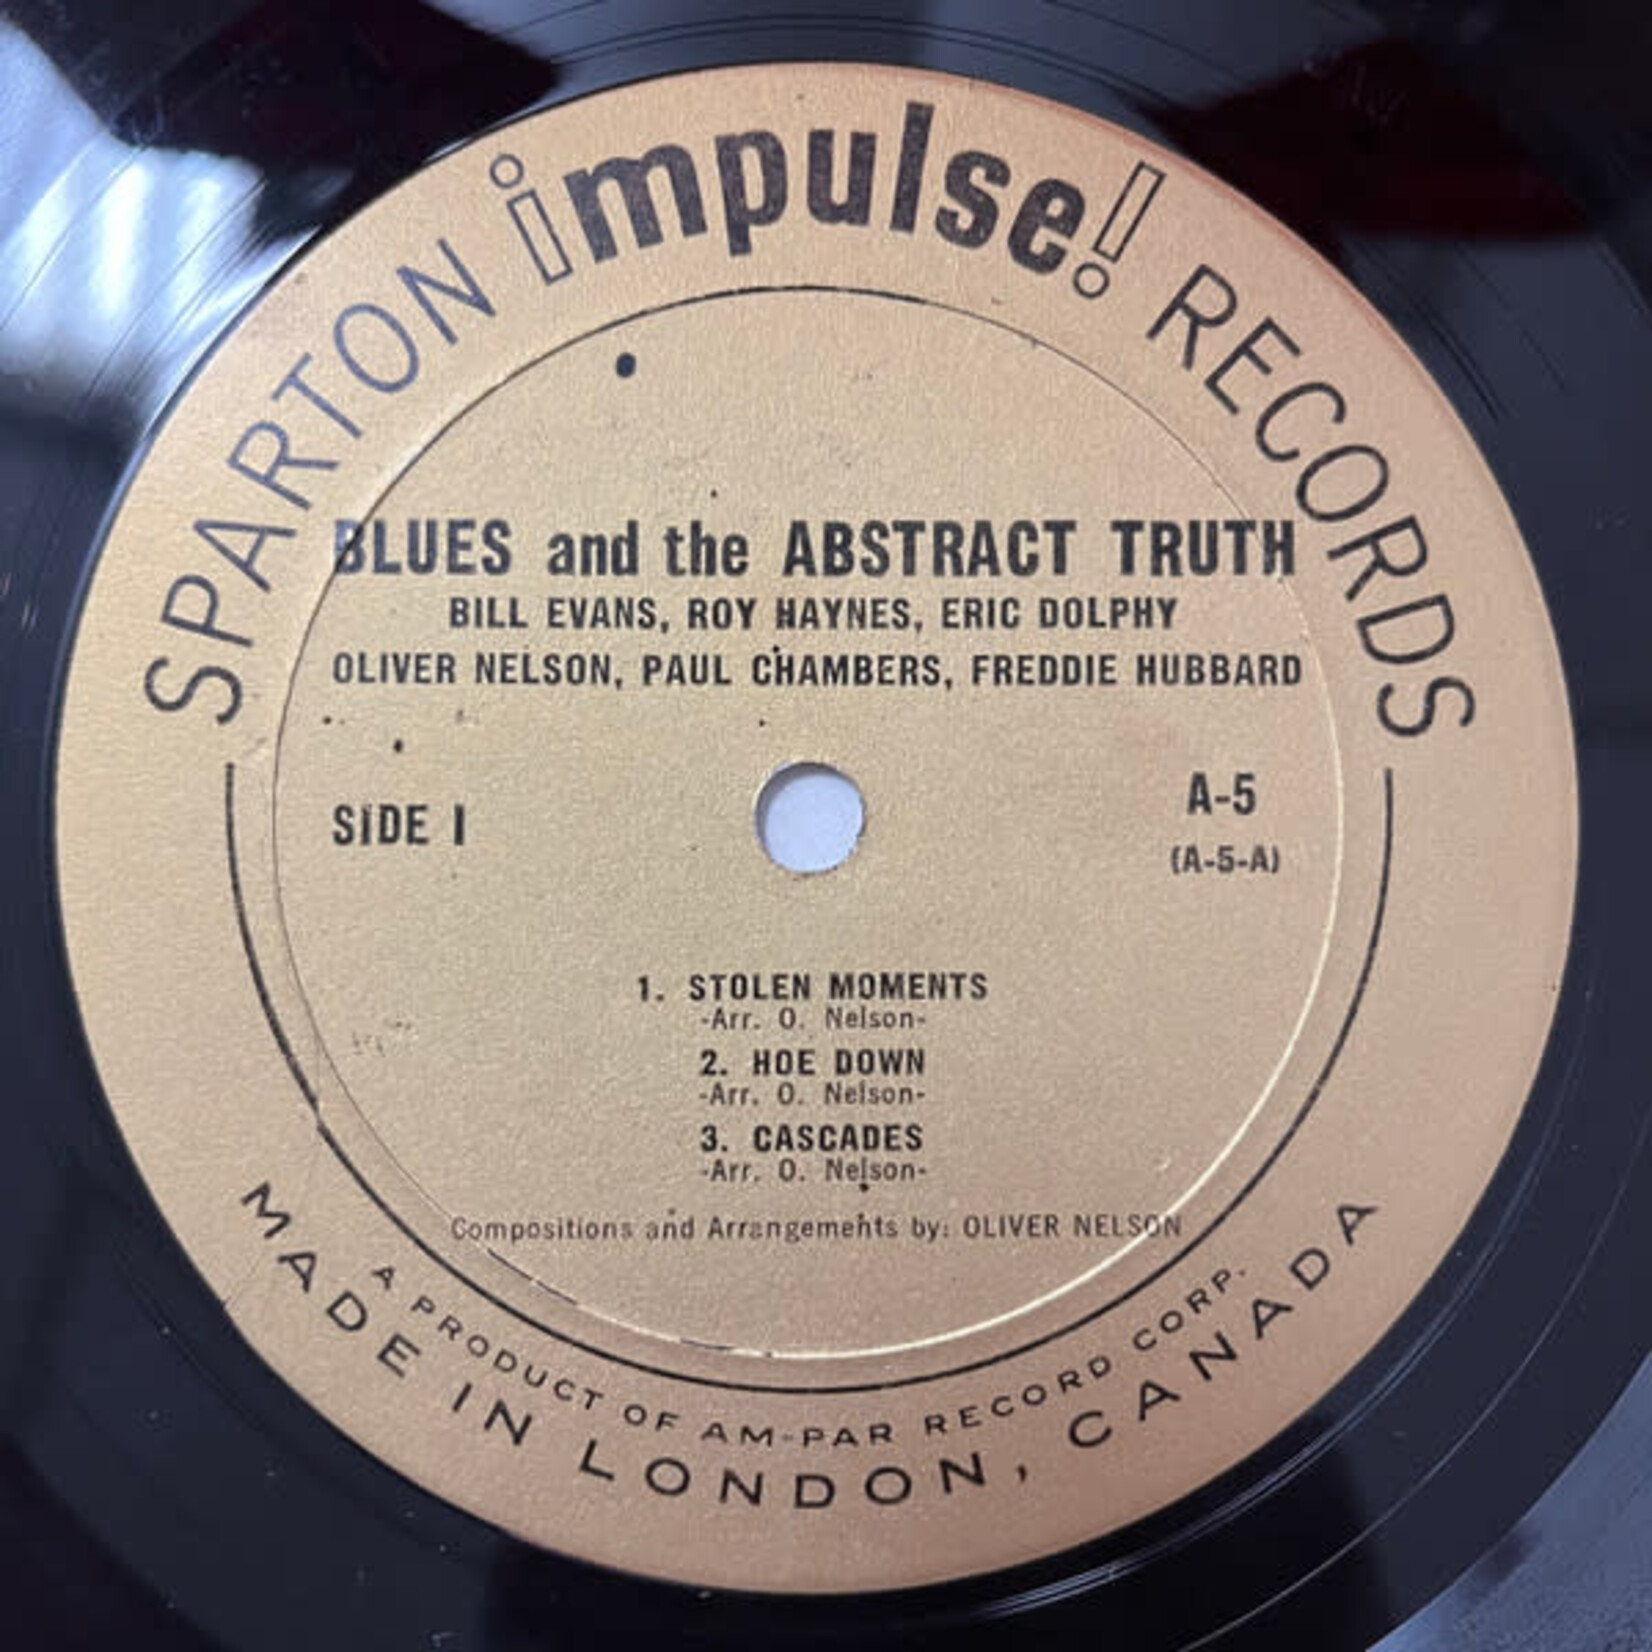 SPARTON impulse! RECORDS
BLUES and the ABSTRACT TRUTH
BILL EVANS, ROY HAYNES, ERIC DOLPHY
OLIVER NELSON, PAUL CHAMBERS, FREDDIE HUBBARD
SIDE 1
A-5
(A-5-A)
1. STOLEN MOMENTS
-Arr. O. Nelson-
2. HOE DOWN
-Arr. O. Nelson-
3. CASCADES
-Arr. O. Nelson-
Compositions and Arrangements by: OLIVER NELSON
A PRODUCT OF AM-PAR RECORD CORP.
MADE IN LONDON, CANADA